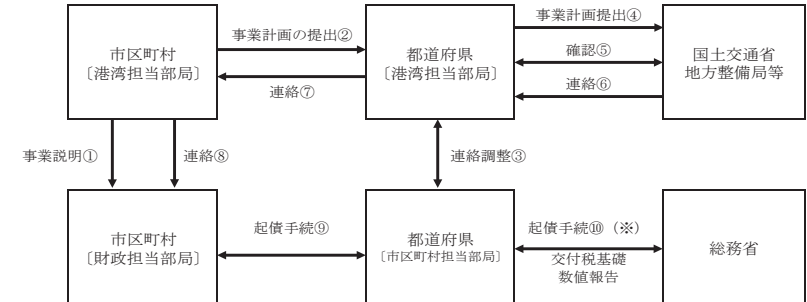 事業計画の提出②
事業計画提出④
市区町村
〔港湾担当部局〕
都道府県
〔港湾担当部局〕
国土交通省
地方整備局等
確認⑤
連絡⑦
連絡⑥
事業説明①
連絡⑧
連絡調整③
市区町村
〔財政担当部局〕
起債手続⑨
都道府県
〔市区町村担当部局〕
起債手続⑩（※）
交付税基礎
数値報告
総務省